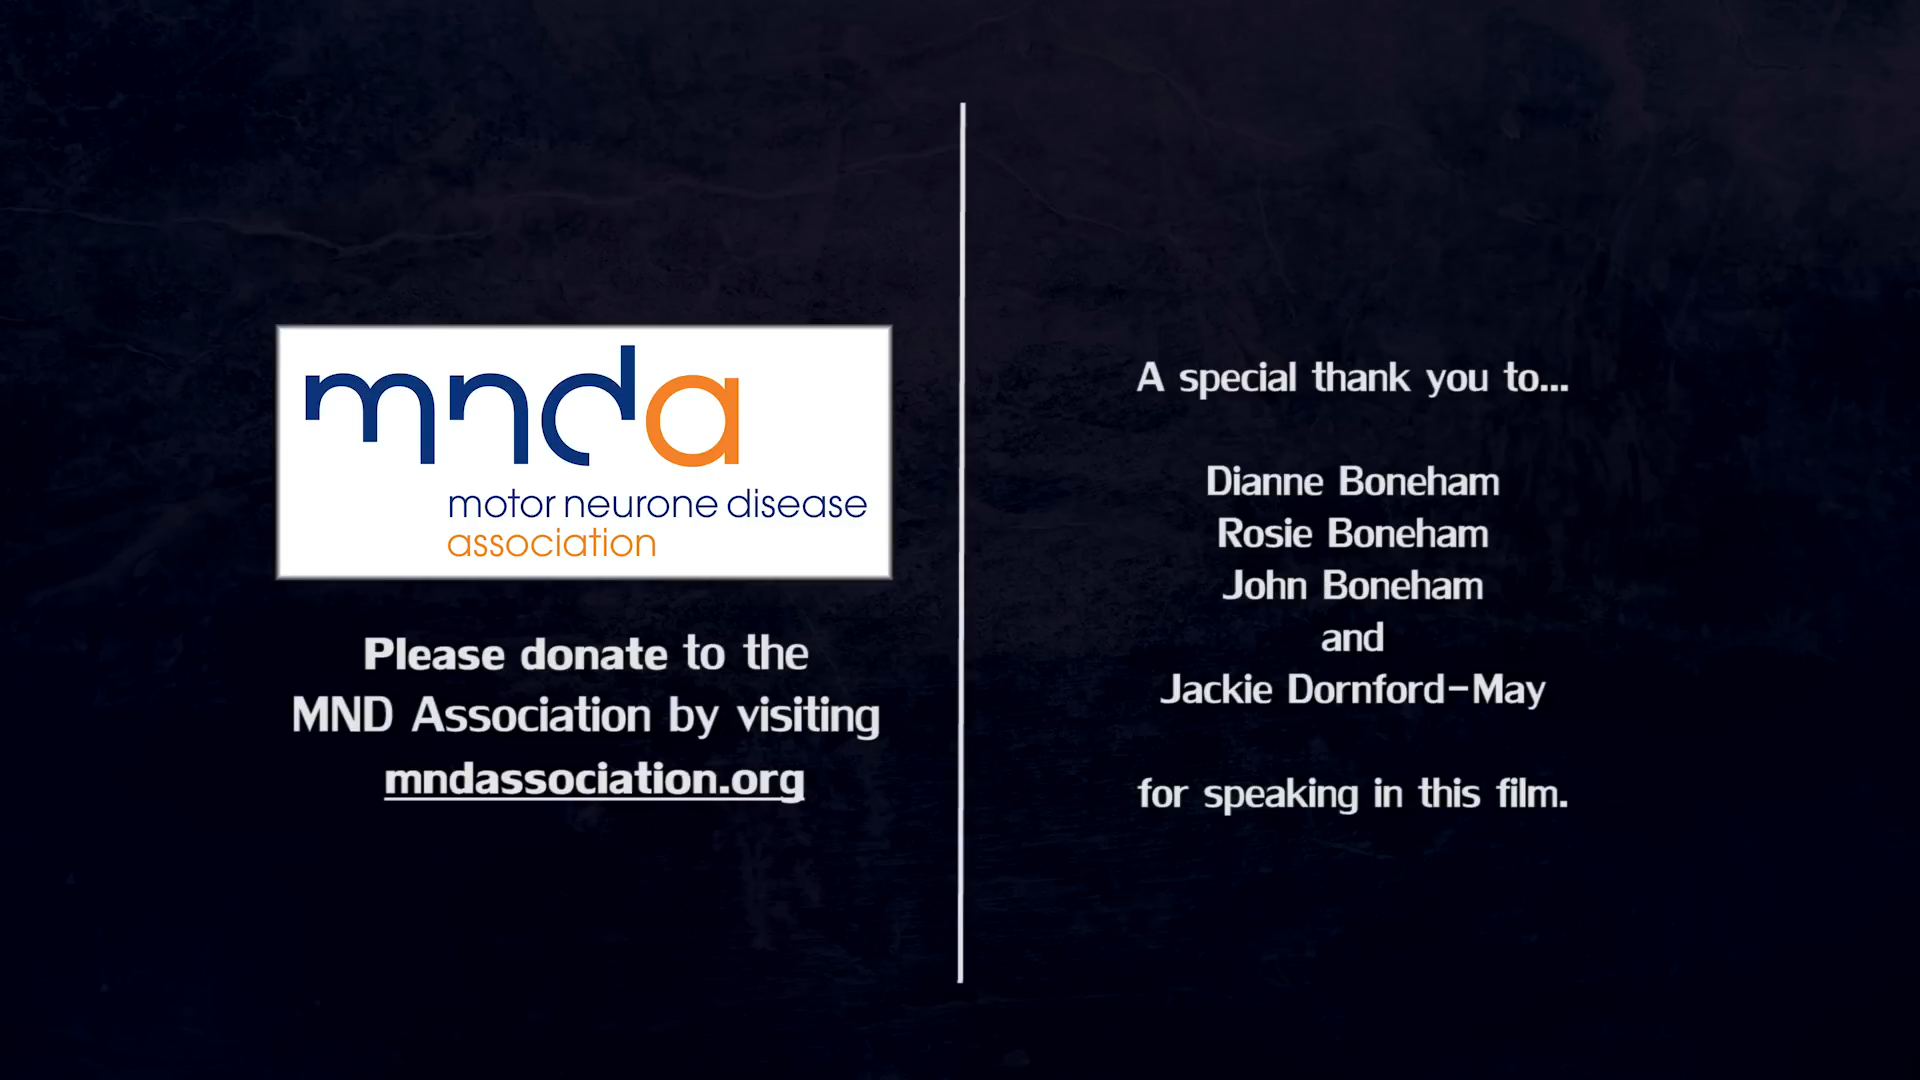 mnda
motor neurone disease
association
Please donate to the
MND Association by visiting
mndassociation.org
A special thank you to...
Dianne Boneham
Rosie Boneham
John Boneham
and
Jackie Dornford-May
for speaking in this film.